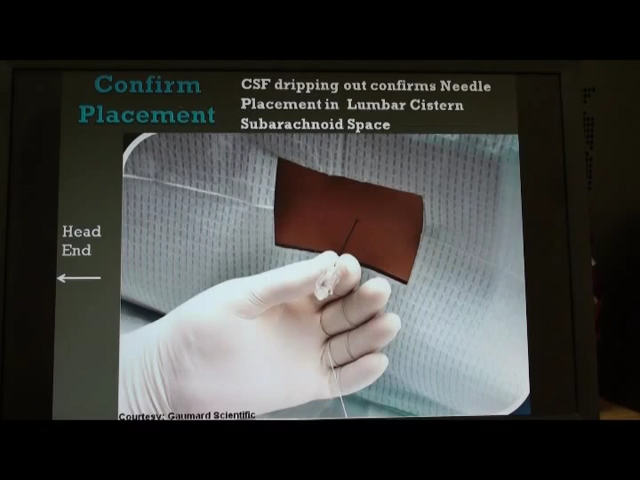 Confirm
Placement
CSF dripping out confirms Needle
Placement in Lumbar Cistern
Subarachnoid Space
Head
End
Courtesy: Gaumard Scientific